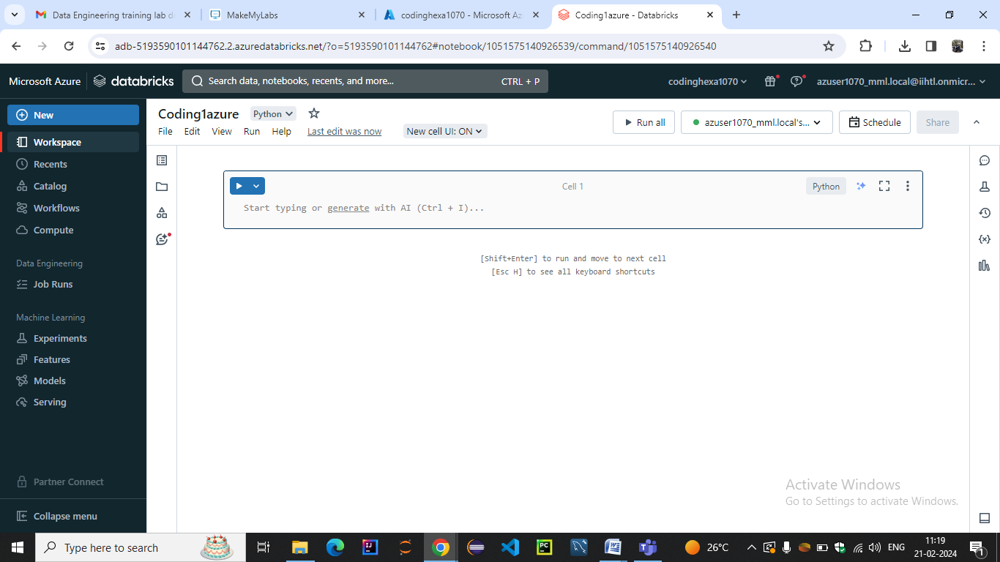 Data Engineering training lab d
MakeMyLabs
codinghexa1070 - Microsoft Az
Coding1azure - Databricks
adb-5193590101144762.2.azuredatabricks.net/?o=5193590101144762#notebook/1051575140926539/command/1051575140926540
Microsoft Azure
databricks
Search data, notebooks, recents, and more...
CTRL + P
codinghexa1070
azuser1070_mml.local@iihtl.onmicr...
New
Workspace
Recents
Catalog
Workflows
Compute
Data Engineering
Job Runs
Machine Learning
Experiments
Features
Models
Serving
Partner Connect
Collapse menu
Coding1azure
Python
File
Edit
View
Run
Help
Last edit was now
New cell UI: ON
Run all
azuser1070_mml.local's...
Schedule
Share
Cell 1
Python
Start typing or generate with AI (Ctrl + I)...
[Shift+Enter] to run and move to next cell
[Esc H] to see all keyboard shortcuts
Activate Windows
Go to Settings to activate Windows.
Type here to search
26°C
ENG
11:19
21-02-2024
1